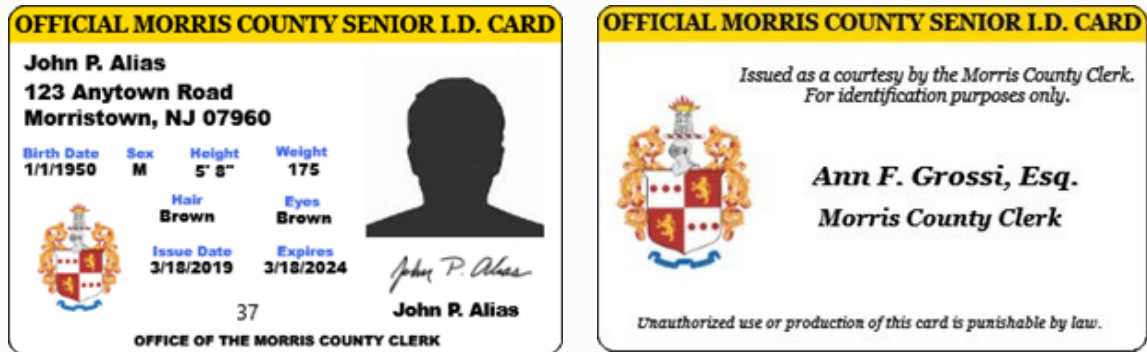 OFFICIAL MORRIS COUNTY SENIOR I.D. CARD
John P. Alias
123 Anytown Road
Morristown, NJ 07960
Birth Date Sex Height Weight
1/1/1950 M 5' 8" 175
Hair Eyes
Brown Brown
Issue Date Expires
3/18/2019 3/18/2024
John P. Alias
37
John P. Alias
OFFICE OF THE MORRIS COUNTY CLERK
OFFICIAL MORRIS COUNTY SENIOR I.D. CARD
Issued as a courtesy by the Morris County Clerk.
For identification purposes only.
Ann F. Grossi, Esq.
Morris County Clerk
Unauthorized use or production of this card is punishable by law.